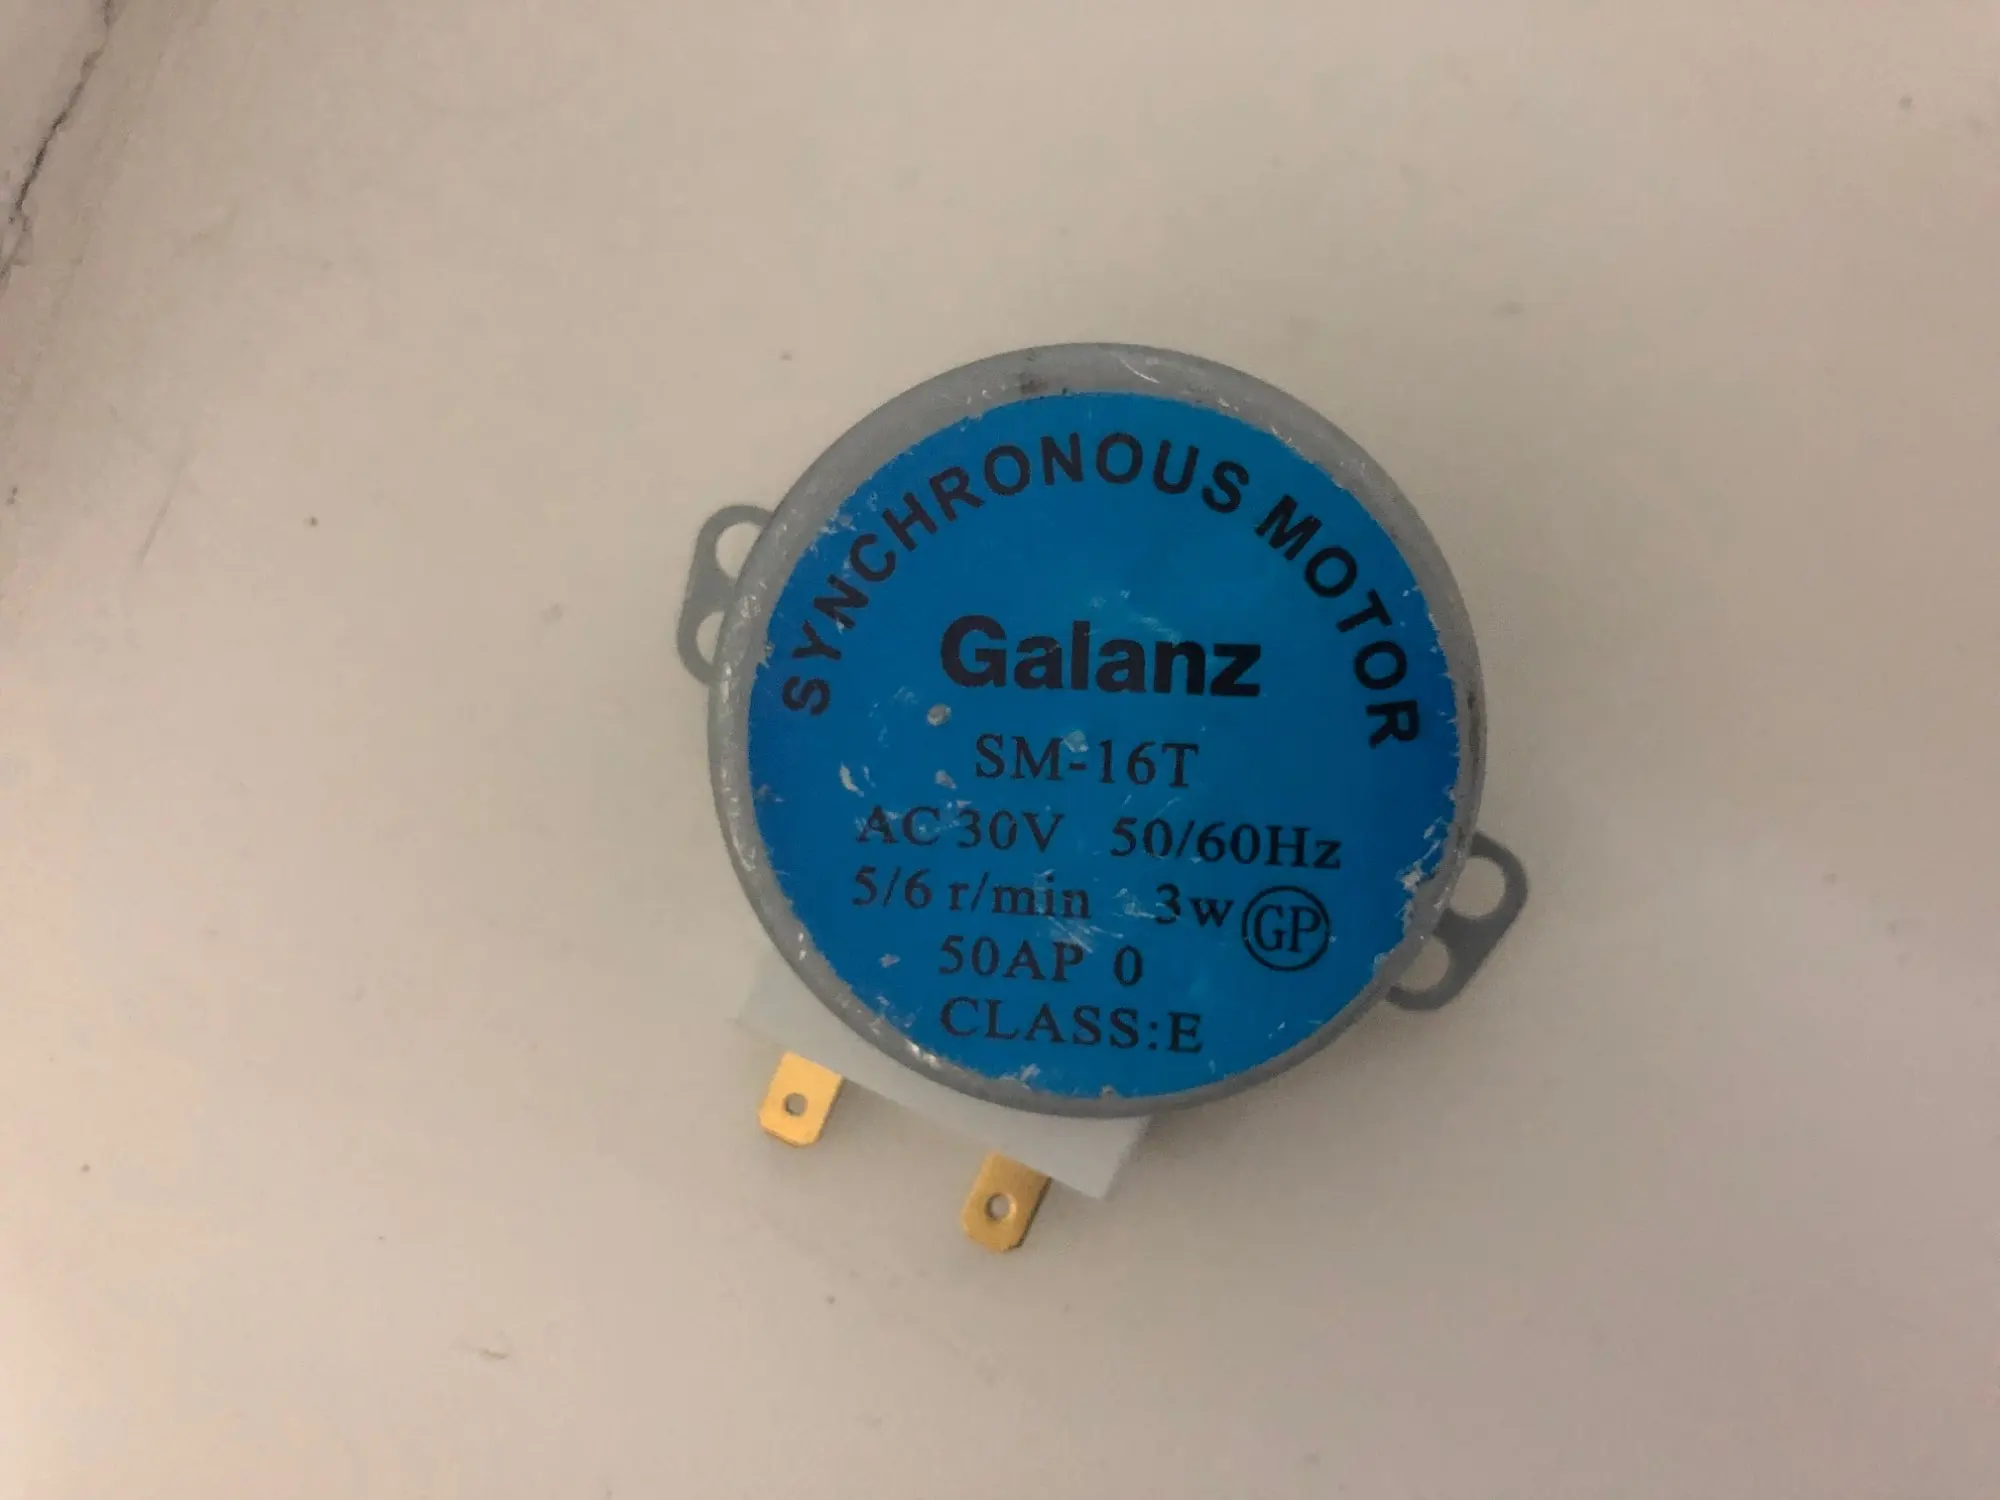 SYNCHRONOUS MOTOR
Galanz
SM-16T
AC 30V 50/60Hz
5/6 r/min 3w GP
50AP 0
CLASS:E